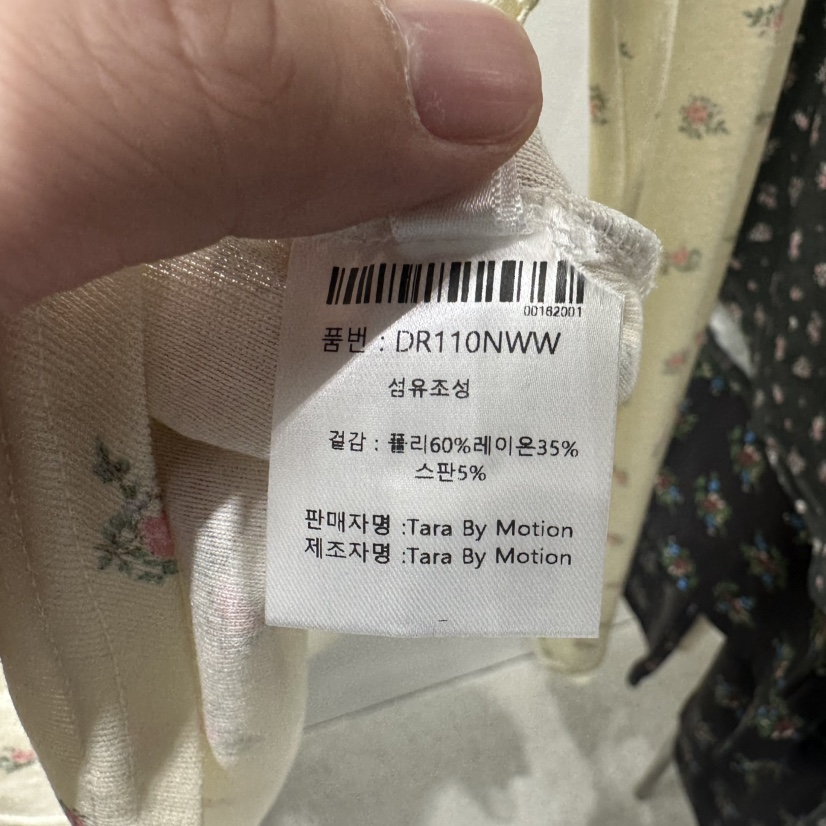 00162001
품번 : DR110NWW
섬유조성
겉감 : 폴리60%레이온35%
스판5%
판매자명 :Tara By Motion
제조자명 :Tara By Motion